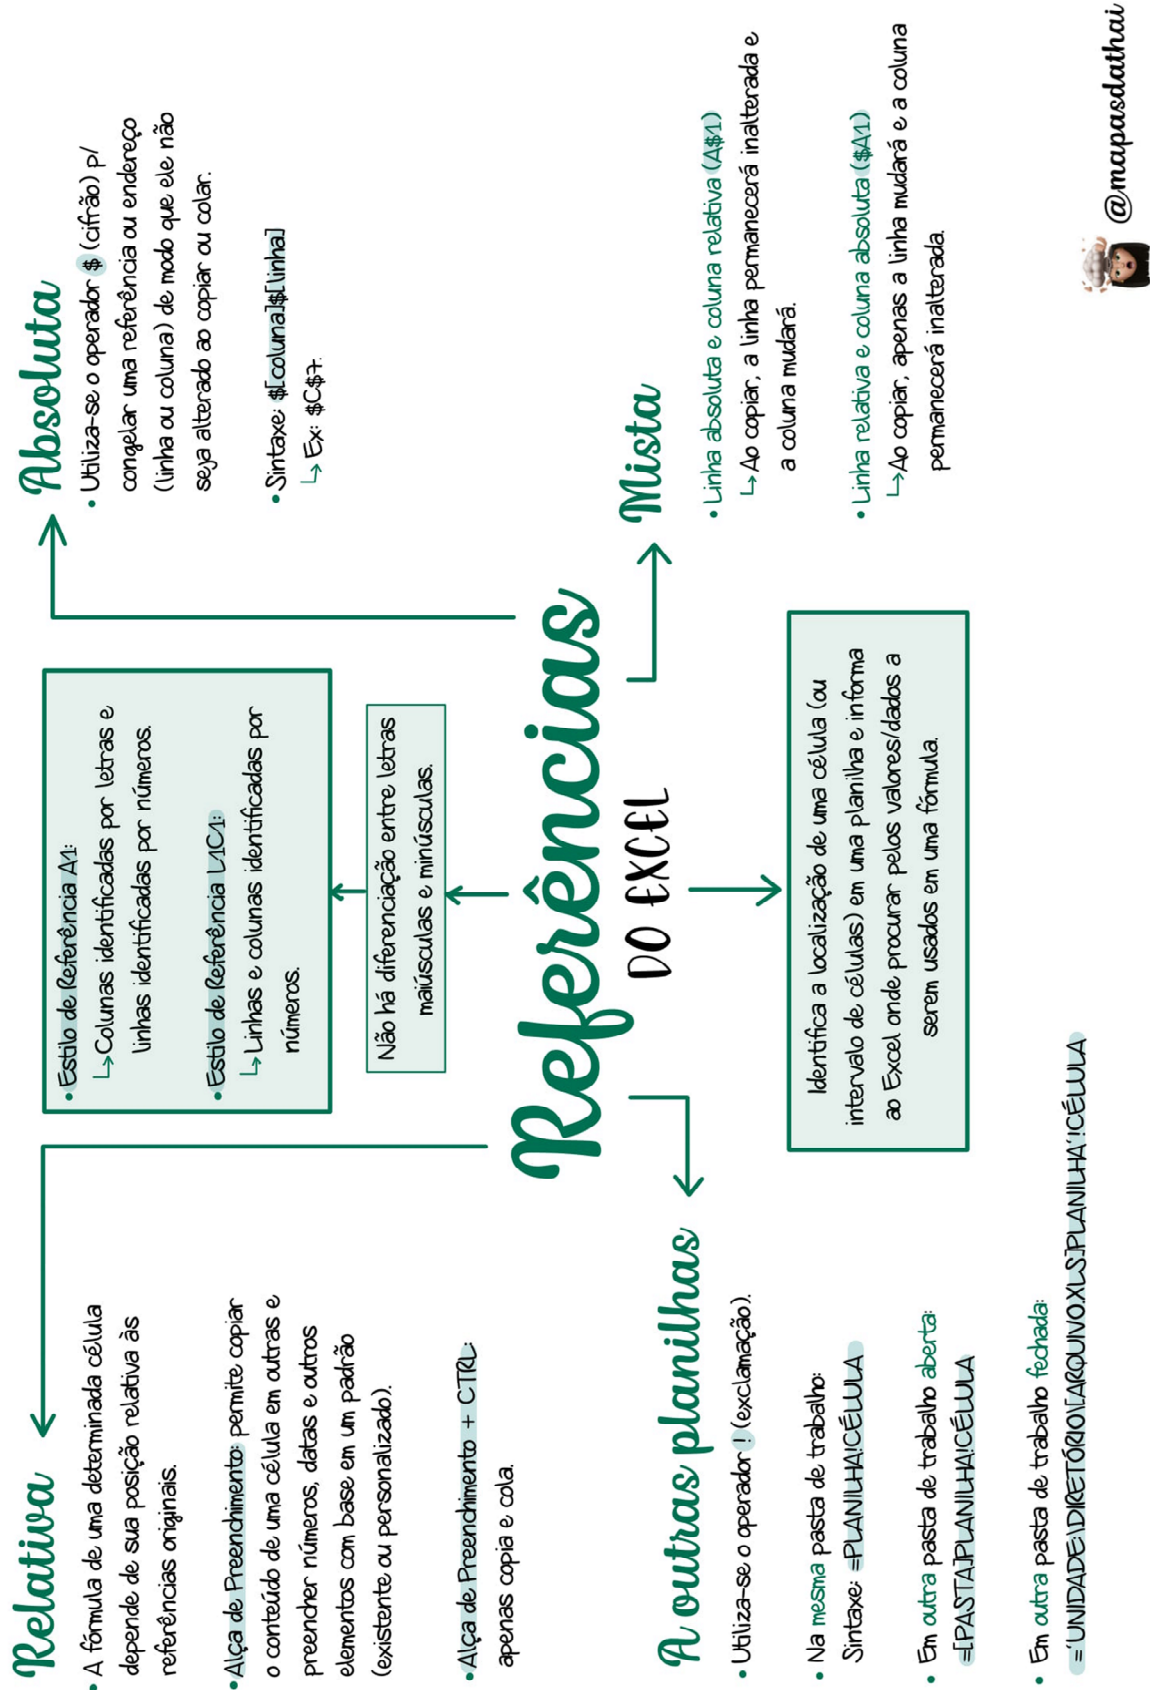 Referências
DO EXCEL
Relativa
• A fórmula de uma determinada célula
depende de sua posição relativa às
referências originais.
• Alça de Preenchimento: permite copiar
o conteúdo de uma célula em outras e
preencher números, datas e outros
elementos com base em um padrão
(existente ou personalizado).
• Alça de Preenchimento + CTRL:
apenas copia e cola.
• Estilo de Referência A1:
↳ Colunas identificadas por letras e
linhas identificadas por números.
• Estilo de Referência L1C1:
↳ Linhas e colunas identificadas por
números.
Não há diferenciação entre letras
maiúsculas e minúsculas.
Absoluta
• Utiliza-se o operador $ (cifrão) p/
congelar uma referência ou endereço
(linha ou coluna) de modo que ele não
seja alterado ao copiar ou colar.
• Sintaxe: $[coluna]$[linha]
↳ Ex: $C$7.
A outras planilhas
• Utiliza-se o operador ! (exclamação).
• Na mesma pasta de trabalho:
Sintaxe: =PLANILHA!CÉLULA
• Em outra pasta de trabalho aberta:
=[PASTA]PLANILHA!CÉLULA
• Em outra pasta de trabalho fechada:
='UNIDADE:\DIRETÓRIO\[ARQUIVO.XLS]PLANILHA'!CÉLULA
Identifica a localização de uma célula (ou
intervalo de células) em uma planilha e informa
ao Excel onde procurar pelos valores/dados a
serem usados em uma fórmula.
Mista
• Linha absoluta e coluna relativa (A$1)
↳ Ao copiar, a linha permanecerá inalterada e
a coluna mudará.
• Linha relativa e coluna absoluta ($A1)
↳ Ao copiar, apenas a linha mudará e a coluna
permanecerá inalterada.
@mapasdathai